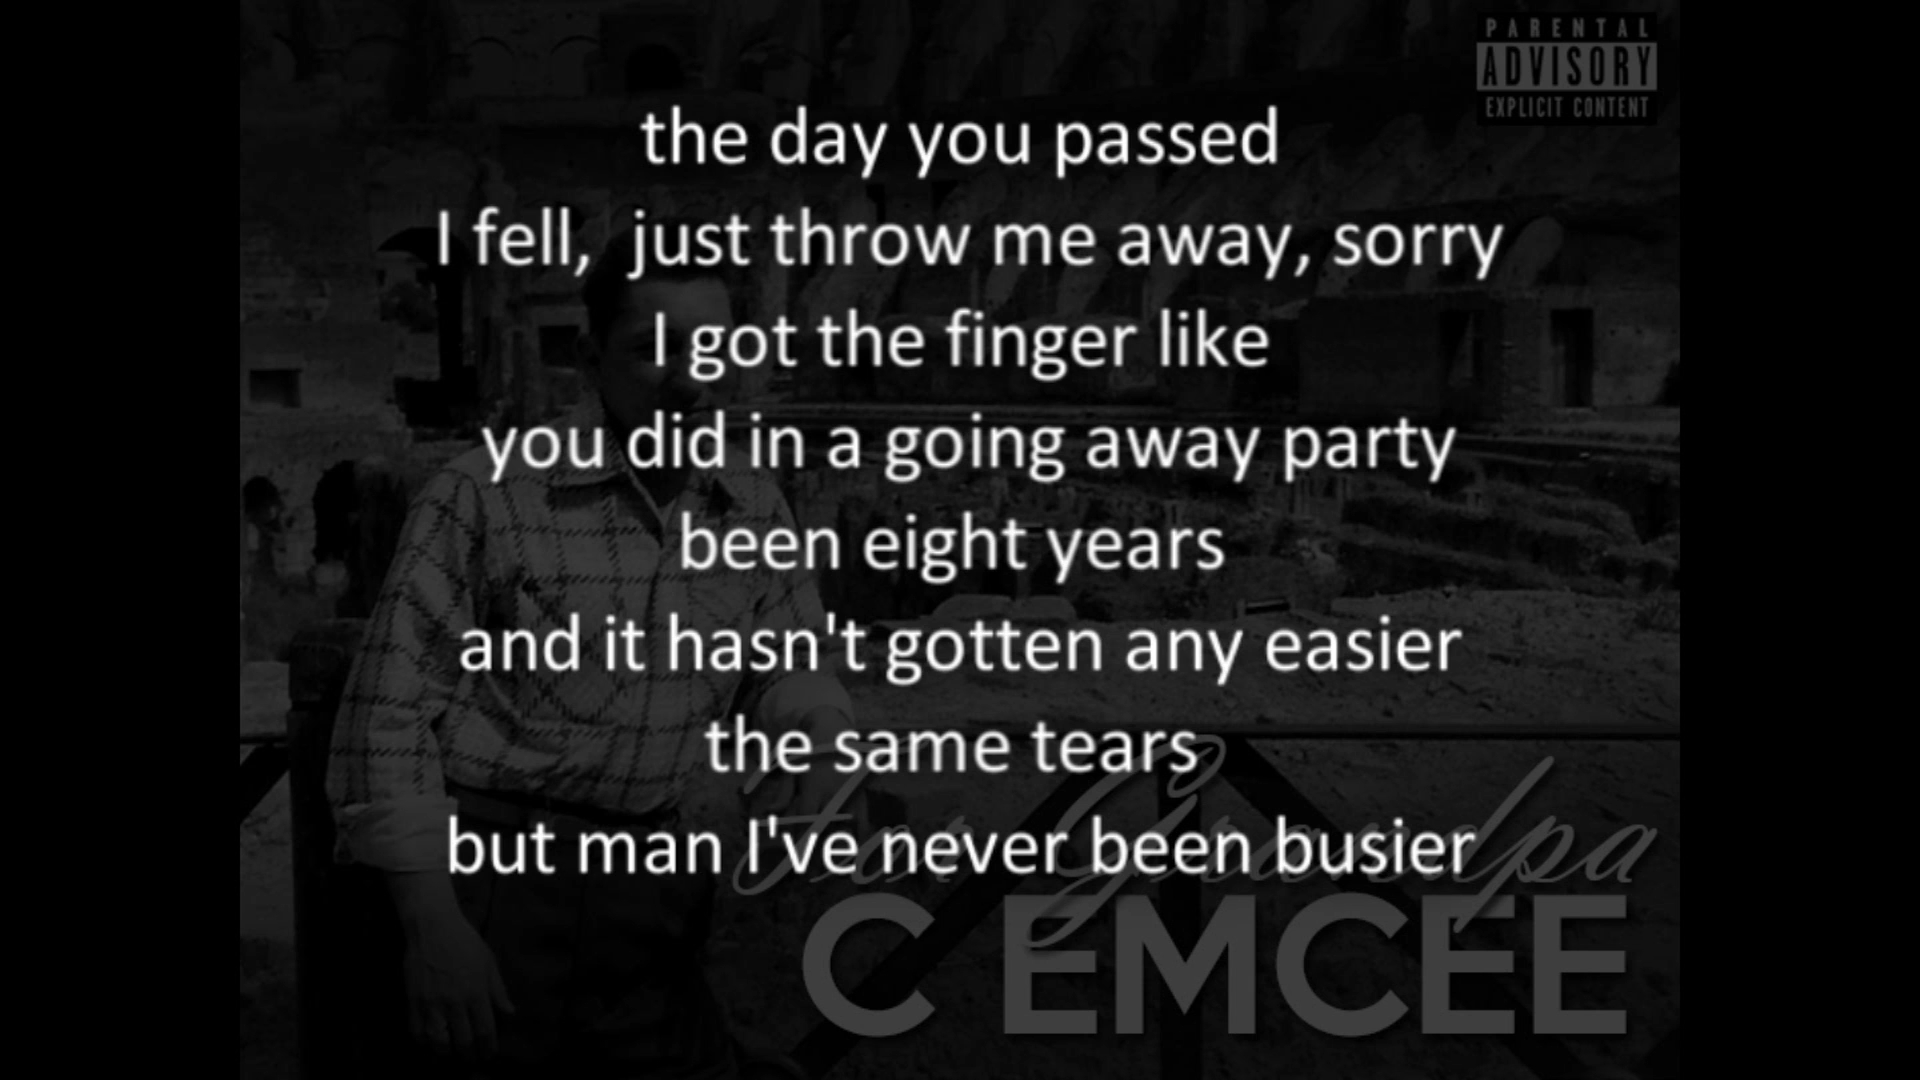 PARENTAL
ADVISORY
EXPLICIT CONTENT
the day you passed
I fell,  just throw me away, sorry
I got the finger like
you did in a going away party
been eight years
and it hasn't gotten any easier
the same tears
but man I've never been busier
For Grandpa
C EMCEE